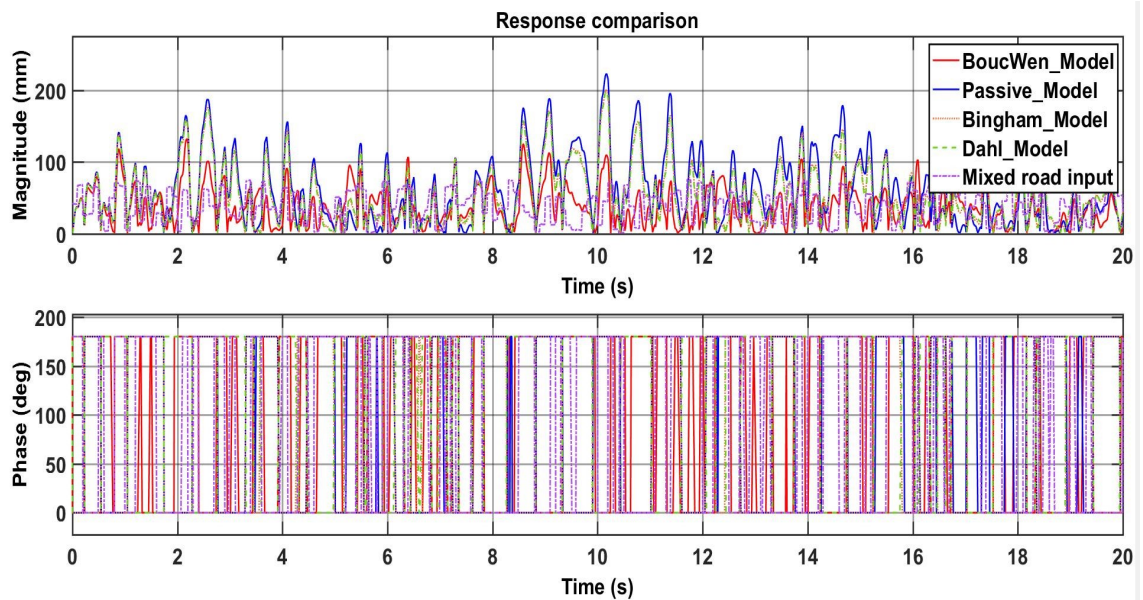 Response comparison
Magnitude (mm)
200
100
0
BoucWen_Model
Passive_Model
Bingham_Model
Dahl_Model
Mixed road input
0 2 4 6 8 10 12 14 16 18 20
Time (s)
Phase (deg)
200
150
100
50
0
0 2 4 6 8 10 12 14 16 18 20
Time (s)